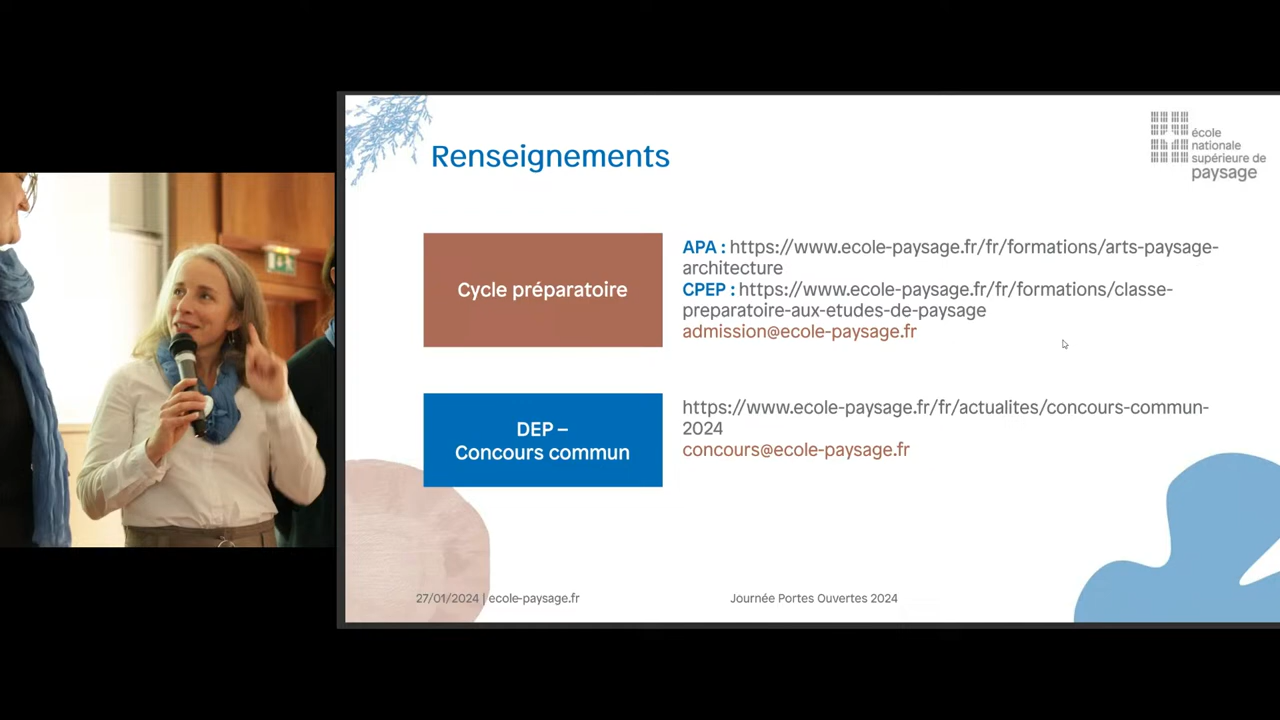 Renseignements
école
nationale
supérieure de
paysage
Cycle préparatoire
APA : https://www.ecole-paysage.fr/fr/formations/arts-paysage-
architecture
CPEP : https://www.ecole-paysage.fr/fr/formations/classe-
preparatoire-aux-etudes-de-paysage
admission@ecole-paysage.fr
DEP –
Concours commun
https://www.ecole-paysage.fr/fr/actualites/concours-commun-
2024
concours@ecole-paysage.fr
27/01/2024 | ecole-paysage.fr
Journée Portes Ouvertes 2024